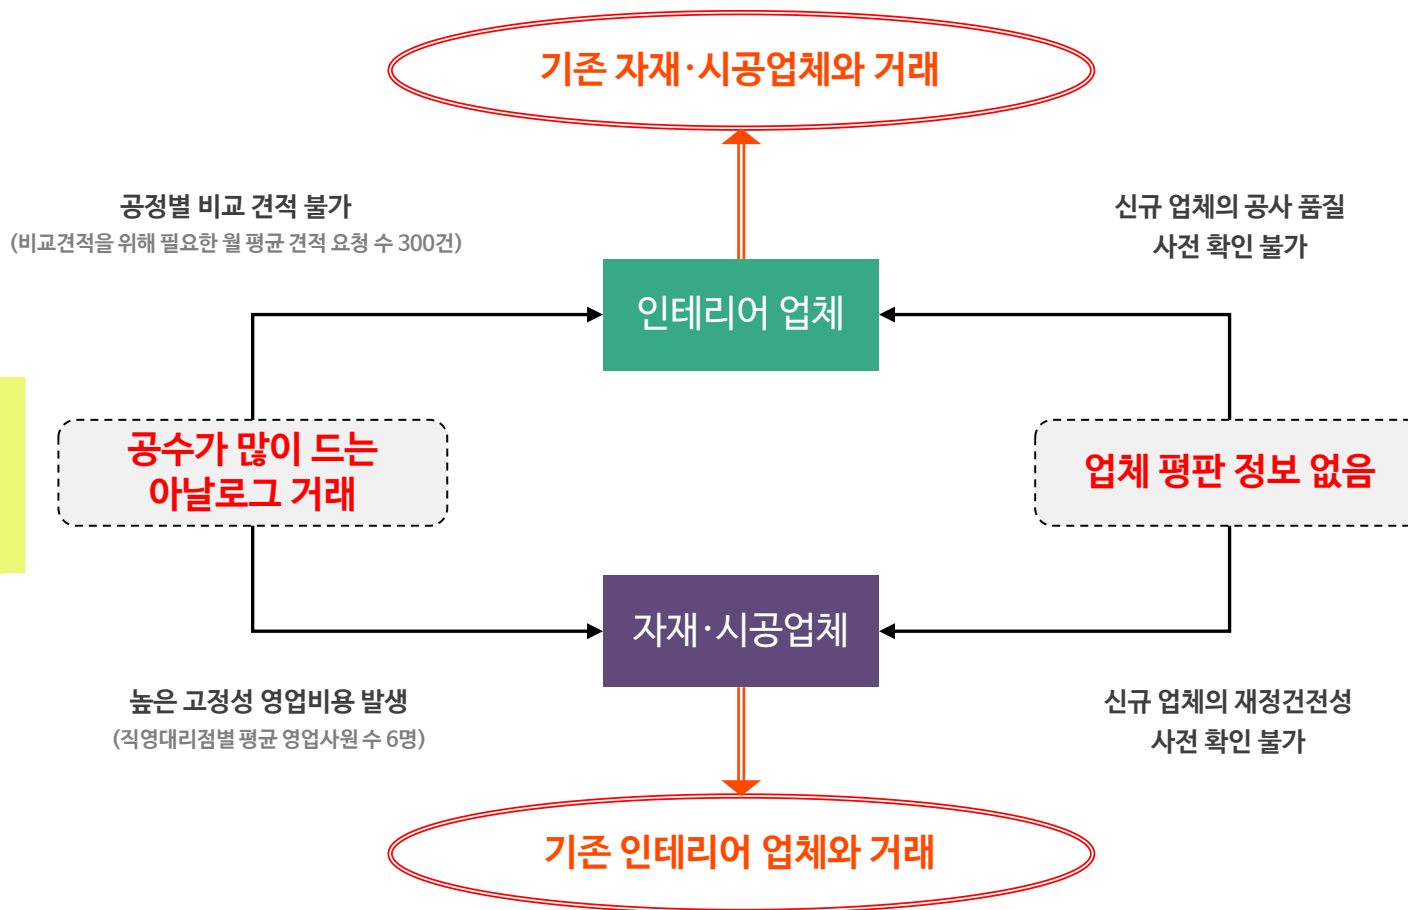 기존 자재·시공업체와 거래
공정별 비교 견적 불가
(비교견적을 위해 필요한 월 평균 견적 요청 수 300건)
신규 업체의 공사 품질
사전 확인 불가
인테리어 업체
공수가 많이 드는
아날로그 거래
업체 평판 정보 없음
자재·시공업체
높은 고정성 영업비용 발생
(직영대리점별 평균 영업사원 수 6명)
신규 업체의 재정건전성
사전 확인 불가
기존 인테리어 업체와 거래